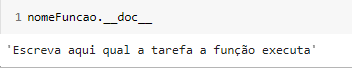 1 nomeFuncao.__doc__
'Escreva aqui qual a tarefa a função executa'